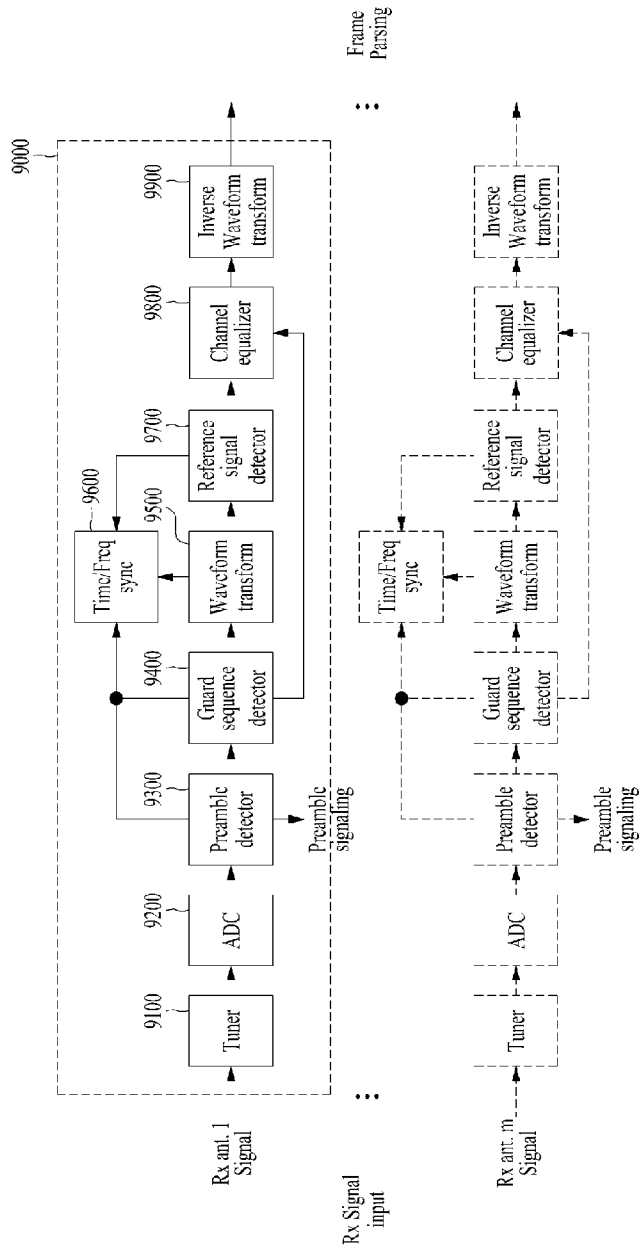 9000
Rx Signal
input
Rx ant. 1
Signal
9100
Tuner
9200
ADC
9300
Preamble
detector
Preamble
signaling
9400
Guard
sequence
detector
9500
Waveform
transform
9600
Time/Freq
sync
9700
Reference
signal
detector
9800
Channel
equalizer
9900
Inverse
Waveform
transform
Frame
Parsing
...
...
Rx ant. m
Signal
Tuner
ADC
Preamble
detector
Preamble
signaling
Guard
sequence
detector
Waveform
transform
Time/Freq
sync
Reference
signal
detector
Channel
equalizer
Inverse
Waveform
transform